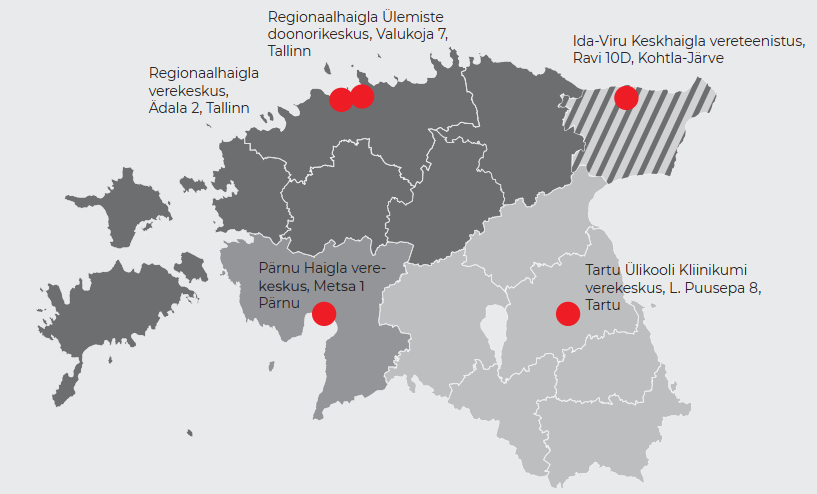 Regionaalhaigla Ülemiste
doonorikeskus, Valukoja 7,
Tallinn
Ida-Viru Keskhaigla vereteenistus,
Ravi 10D, Kohtla-Järve
Regionaalhaigla
verekeskus,
Ädala 2, Tallinn
Pärnu Haigla vere-
keskus, Metsa 1
Pärnu
Tartu Ülikooli Kliinikumi
verekeskus, L. Puusepa 8,
Tartu